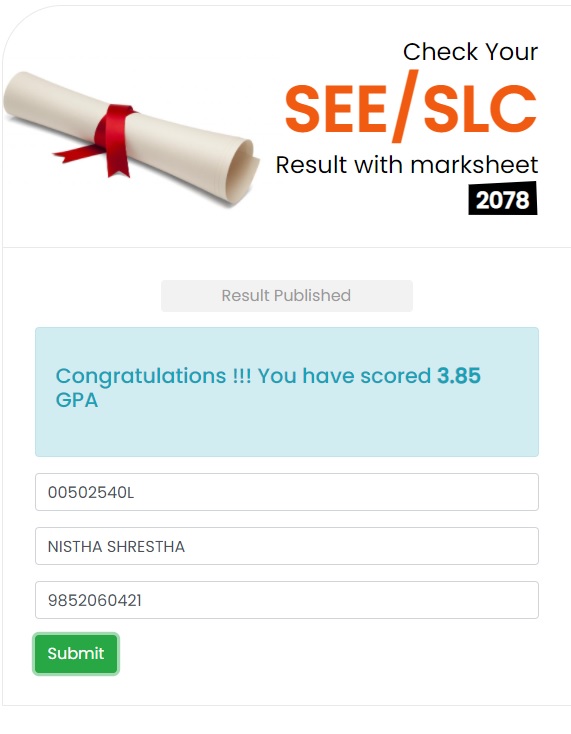 Check Your
SEE/SLC
Result with marksheet
2078
Result Published
Congratulations !!! You have scored 3.85
GPA
00502540L
NISTHA SHRESTHA
9852060421
Submit